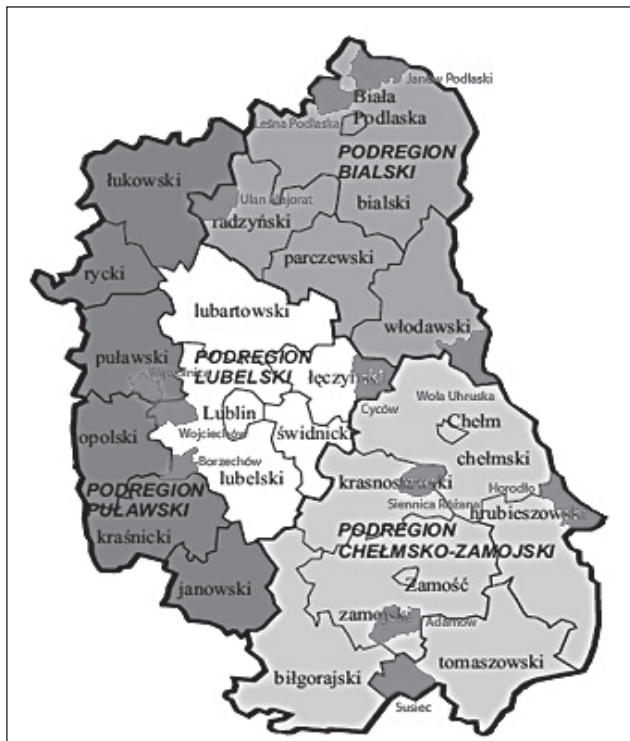 Janów Podlaski
Biała
Podlaska
Leśna Podlaska
PODREGION
BIALSKI
łukowski
Ulan Majorat
radzyński
bialski
parczewski
rycki
lubartowski
włodawski
puławski
PODREGION
LUBELSKI
Cyców
Wola Uhruska
Chełm
Lublin
opolski
Wojciechów
świdnicki
chełmski
Borzechów
lubelski
krasnostawski
Horodło
Siennica Różana
hrubieszowski
PODREGION
PUŁAWSKI
PODREGION
CHEŁMSKO-ZAMOJSKI
kraśnicki
janowski
Zamość
zamojski
Adamów
biłgorajski
tomaszowski
Susiec